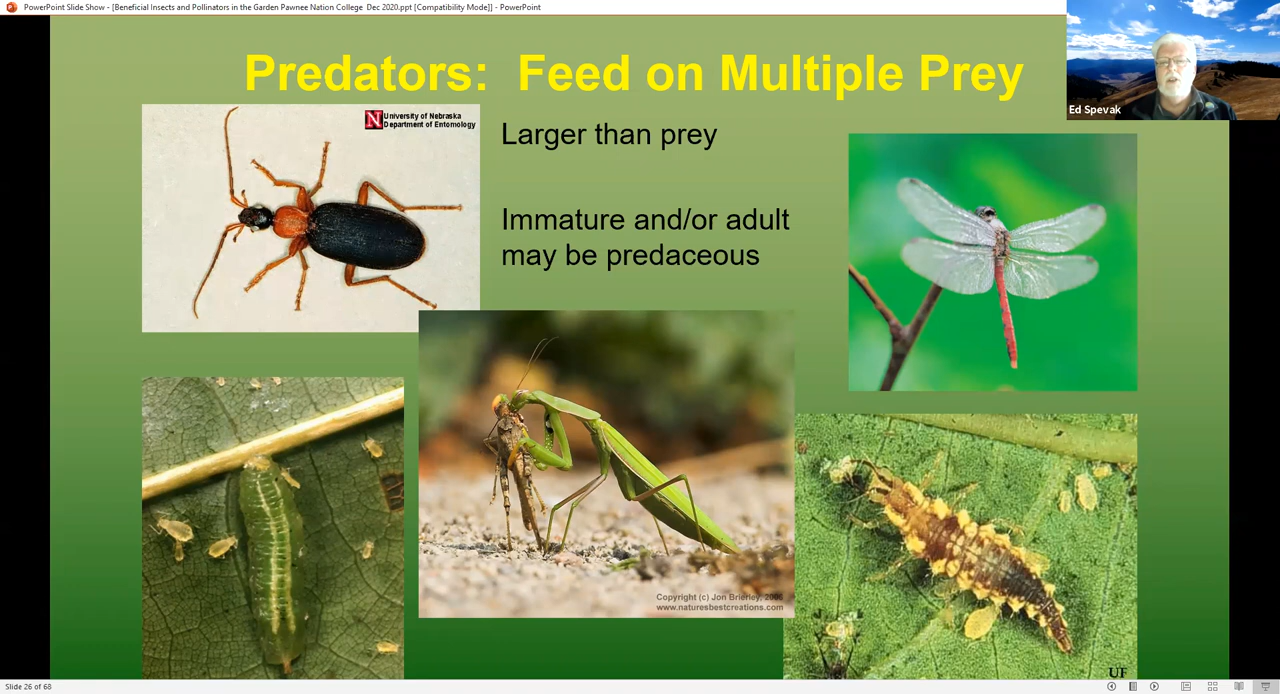 PowerPoint Slide Show - [Beneficial Insects and Pollinators in the Garden Pawnee Nation College Dec 2020.ppt [Compatibility Mode]] - PowerPoint
Predators: Feed on Multiple Prey
Ed Spevak
N University of Nebraska
Department of Entomology
Larger than prey
Immature and/or adult
may be predaceous
Copyright (c) Jon Brierley, 2006
www.naturesbestcreations.com
UF
Slide 26 of 68